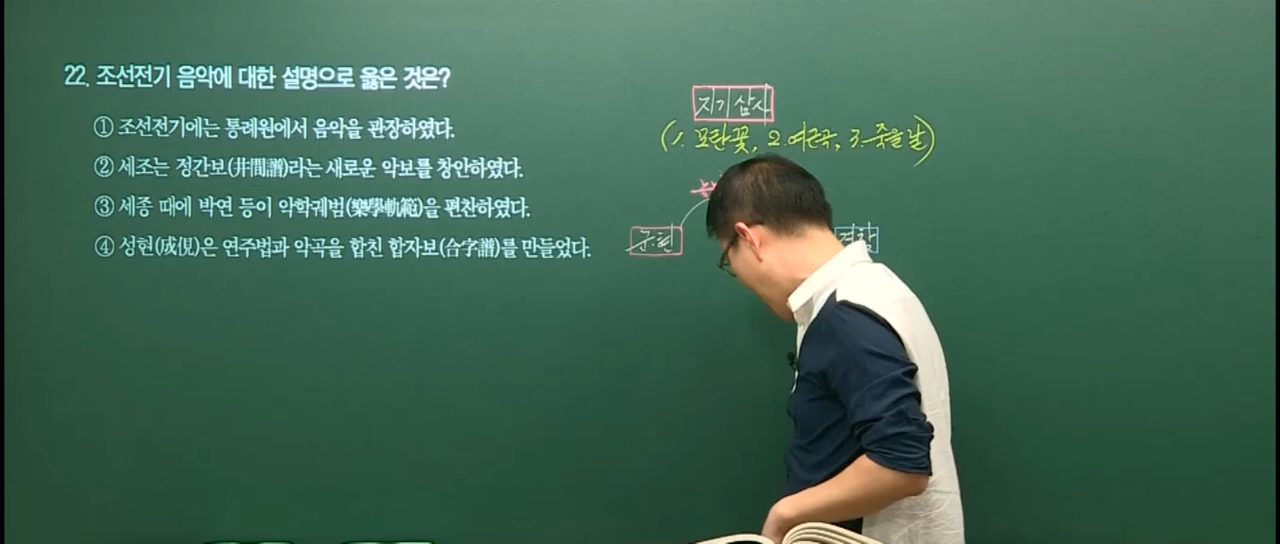 22. 조선전기 음악에 대한 설명으로 옳은 것은?
① 조선전기에는 통례원에서 음악을 관장하였다.
② 세조는 정간보(井間譜)라는 새로운 악보를 창안하였다.
③ 세종 때에 박연 등이 악학궤범(樂學軌範)을 편찬하였다.
④ 성현(成俔)은 연주법과 악곡을 합친 합자보(合字譜)를 만들었다.
지기삼사
(1. 모란꽃, 2. 여근곡, 3. 죽을날)